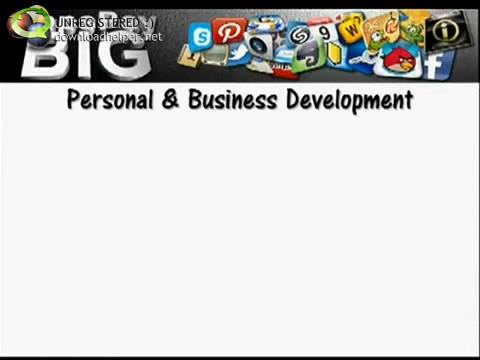 UNREGISTERED :)
downloadhelper.net
BIG
Personal & Business Development